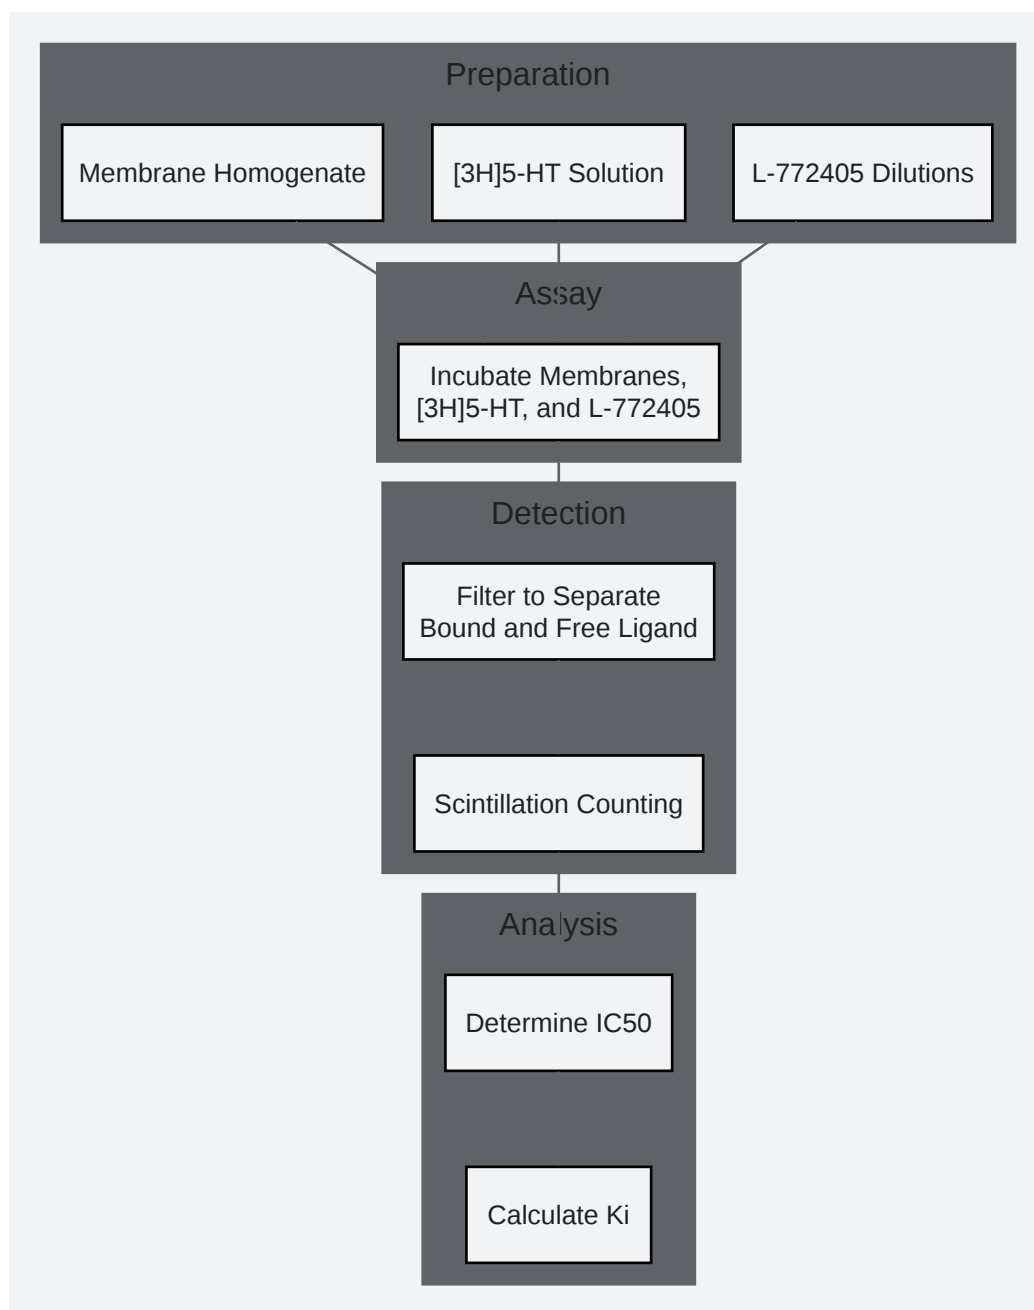 Preparation
Membrane Homogenate
[3H]5-HT Solution
L-772405 Dilutions
Assay
Incubate Membranes,
[3H]5-HT, and L-772405
Detection
Filter to Separate
Bound and Free Ligand
Scintillation Counting
Analysis
Determine IC50
Calculate Ki